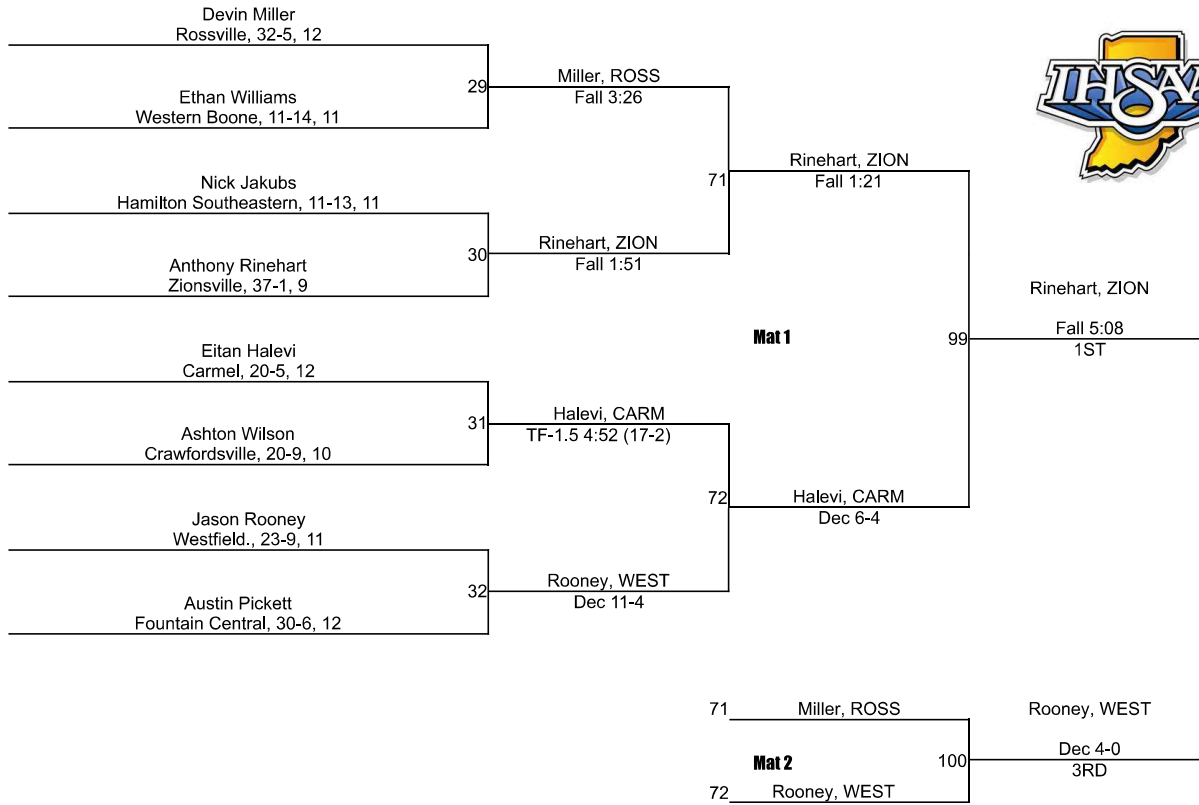 Devin Miller
Rossville, 32-5, 12
Ethan Williams
Western Boone, 11-14, 11
29
Miller, ROSS
Fall 3:26
Nick Jakubs
Hamilton Southeastern, 11-13, 11
Anthony Rinehart
Zionsville, 37-1, 9
30
Rinehart, ZION
Fall 1:51
71
Rinehart, ZION
Fall 1:21
IHSAA
Eitan Halevi
Carmel, 20-5, 12
Ashton Wilson
Crawfordsville, 20-9, 10
31
Halevi, CARM
TF-1.5 4:52 (17-2)
Jason Rooney
Westfield., 23-9, 11
Austin Pickett
Fountain Central, 30-6, 12
32
Rooney, WEST
Dec 11-4
72
Halevi, CARM
Dec 6-4
Mat 1
99
Rinehart, ZION
Fall 5:08
1ST
71
Miller, ROSS
Mat 2
72
Rooney, WEST
100
Rooney, WEST
Dec 4-0
3RD